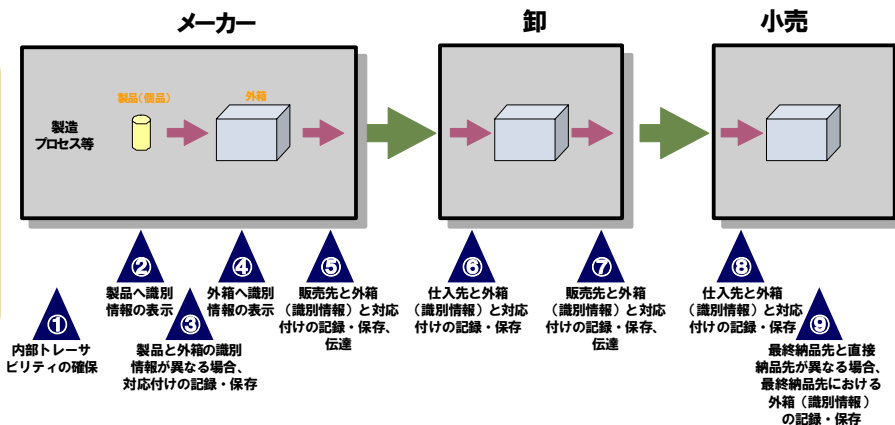 メーカー
卸
小売
製品(個品)
外箱
製造
プロセス等
①
内部トレーサ
ビリティの確保
②
製品へ識別
情報の表示
③
製品と外箱の識別
情報が異なる場合、
対応付けの記録・保存
④
外箱へ識別
情報の表示
⑤
販売先と外箱
（識別情報）と対応
付けの記録・保存、
伝達
⑥
仕入先と外箱
（識別情報）と対応
付けの記録・保存
⑦
販売先と外箱
（識別情報）と対応
付けの記録・保存、
伝達
⑧
仕入先と外箱
（識別情報）と対応
付けの記録・保存
⑨
最終納品先と直接
納品先が異なる場合、
最終納品先における
外箱（識別情報）
の記録・保存